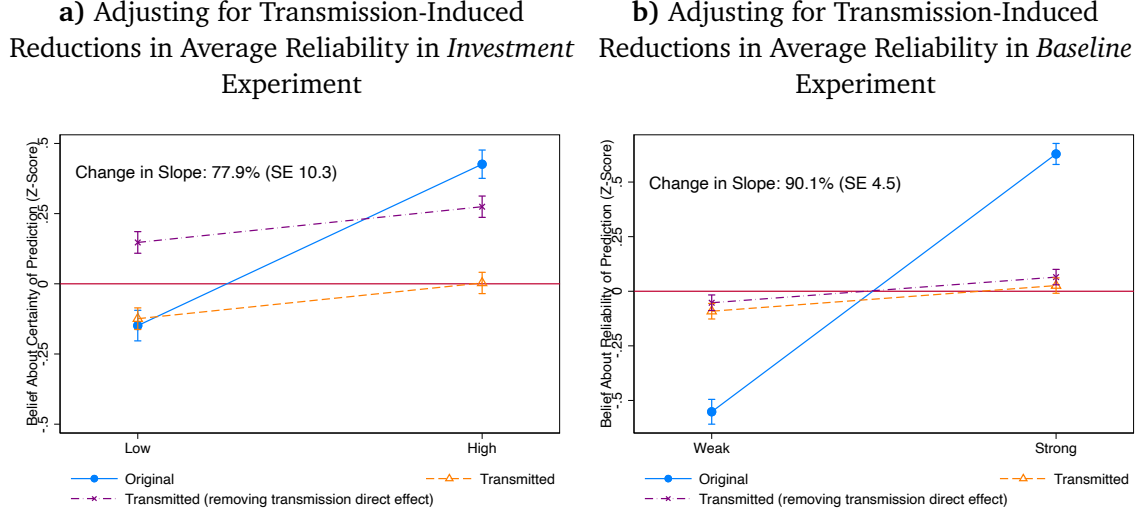 a) Adjusting for Transmission-Induced
Reductions in Average Reliability in Investment
Experiment
Belief About Certainty of Prediction (Z-Score)
.5
.25
0
-.25
-.5
Change in Slope: 77.9% (SE 10.3)
Low
High
Original
Transmitted
Transmitted (removing transmission direct effect)
b) Adjusting for Transmission-Induced
Reductions in Average Reliability in Baseline
Experiment
Belief About Reliability of Prediction (Z-Score)
.5
.25
0
-.25
-.5
Change in Slope: 90.1% (SE 4.5)
Weak
Strong
Original
Transmitted
Transmitted (removing transmission direct effect)